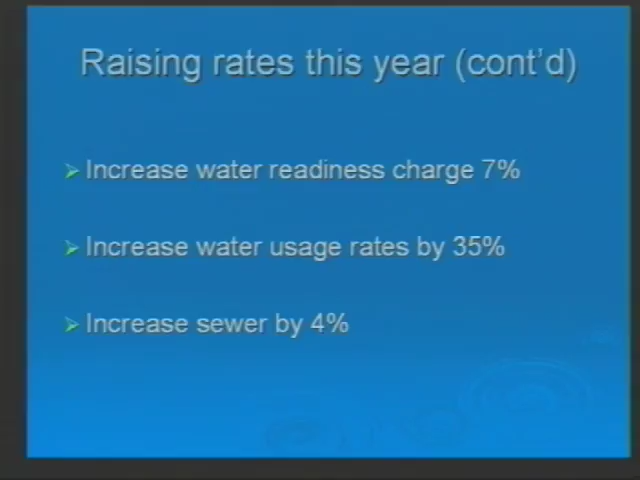 Raising rates this year (cont'd)
Increase water readiness charge 7%
Increase water usage rates by 35%
Increase sewer by 4%